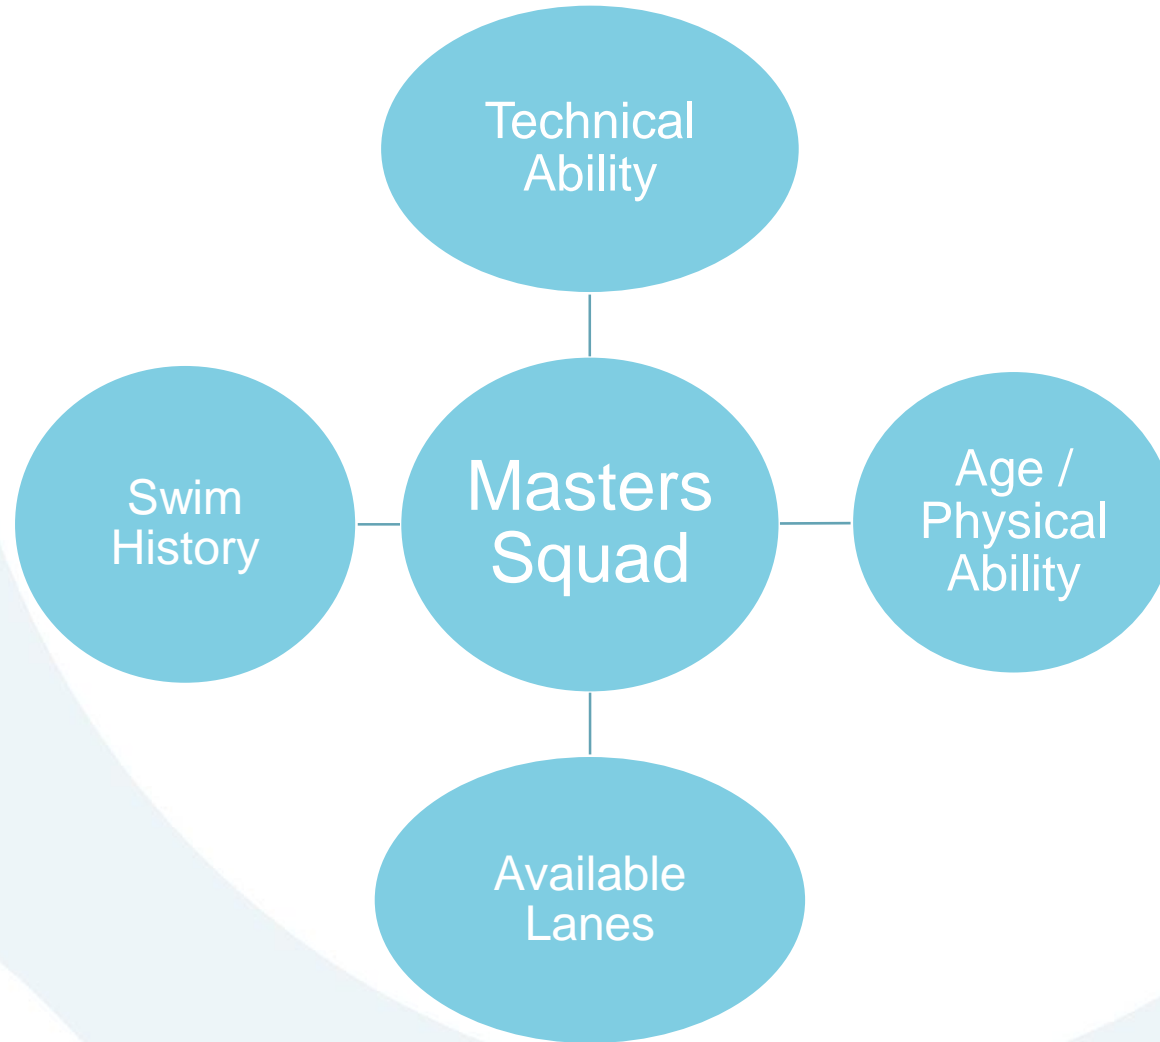 Technical
Ability
Swim
History
Masters
Squad
Age /
Physical
Ability
Available
Lanes